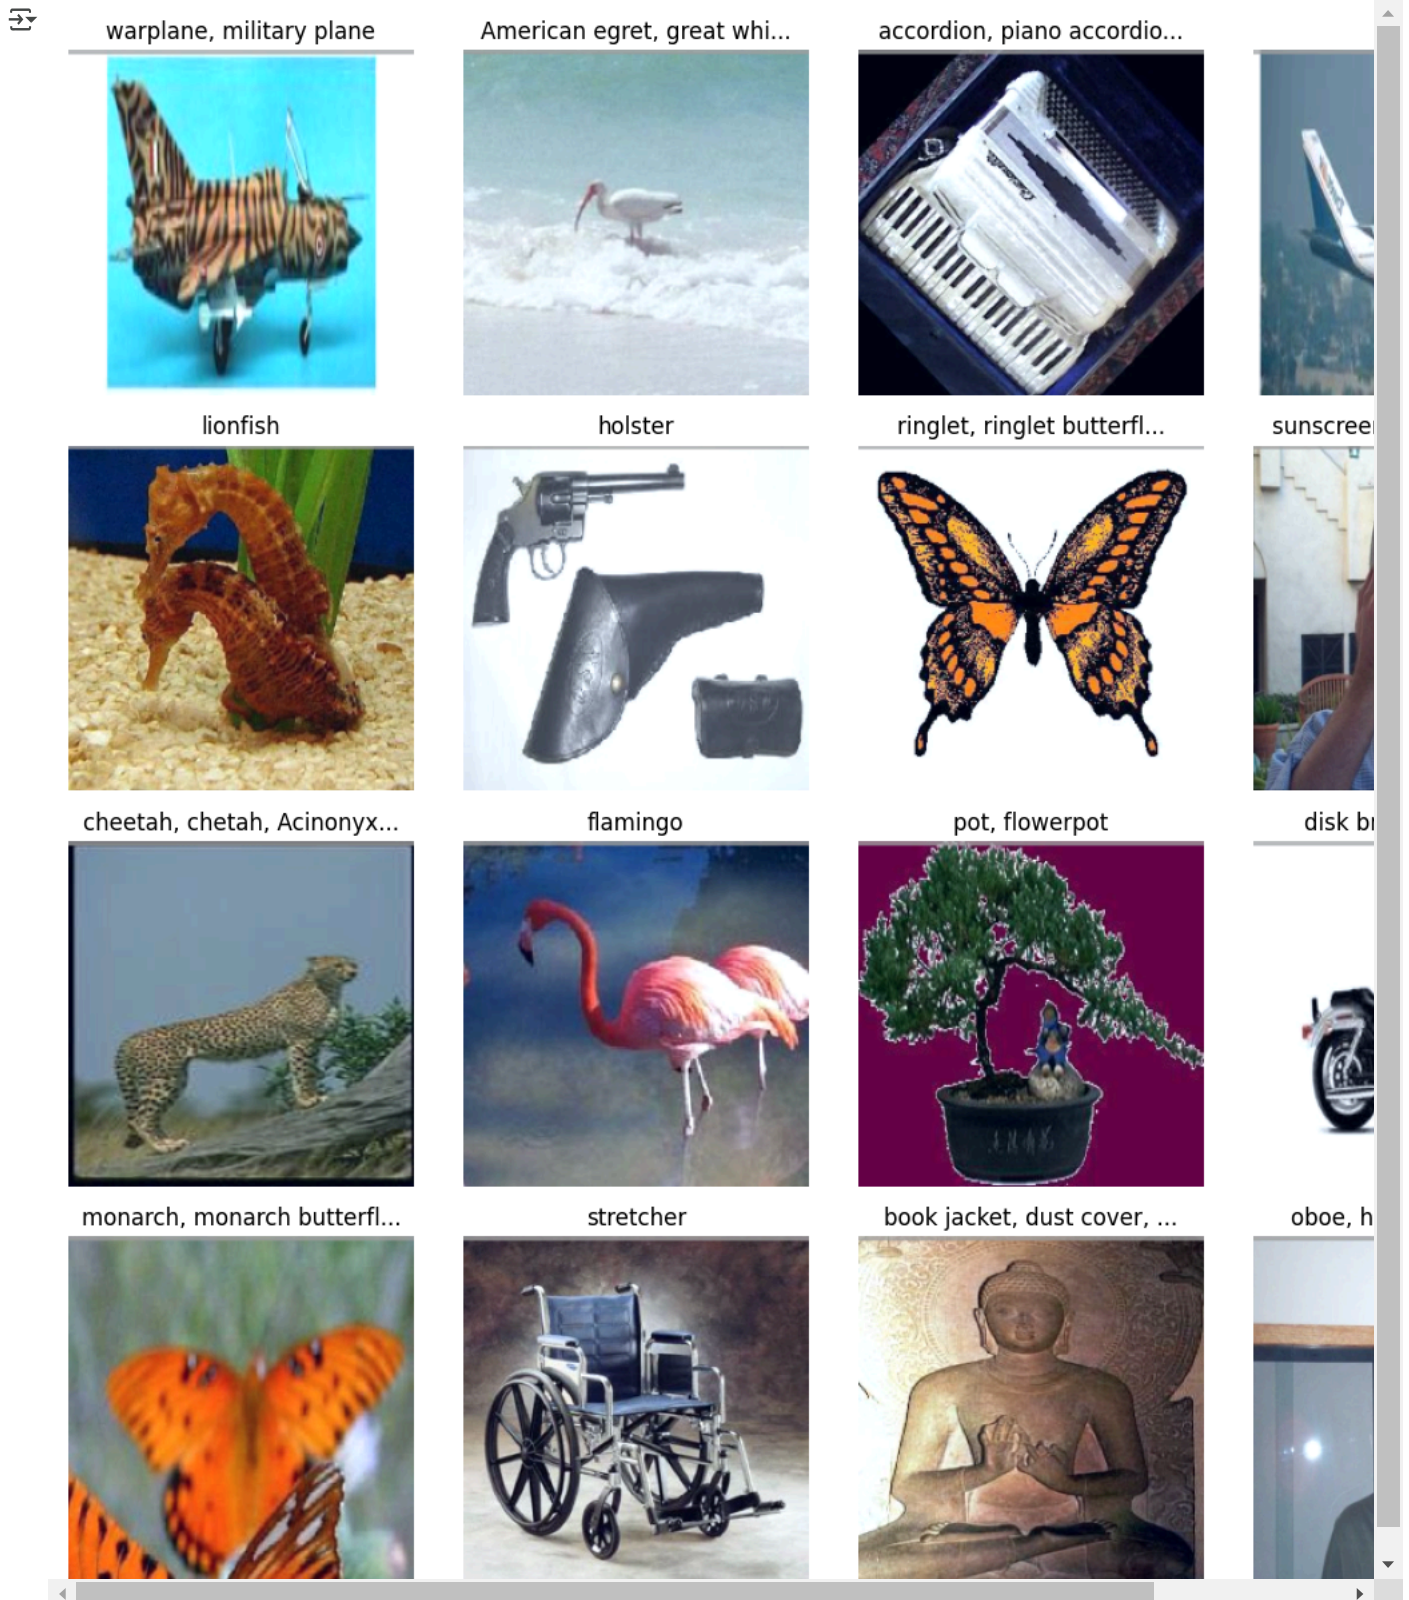 warplane, military plane
American egret, great whi...
accordion, piano accordio...
lionfish
holster
ringlet, ringlet butterfl...
sunscree
cheetah, chetah, Acinonyx...
flamingo
pot, flowerpot
disk b
monarch, monarch butterfl...
stretcher
book jacket, dust cover, ...
oboe, h